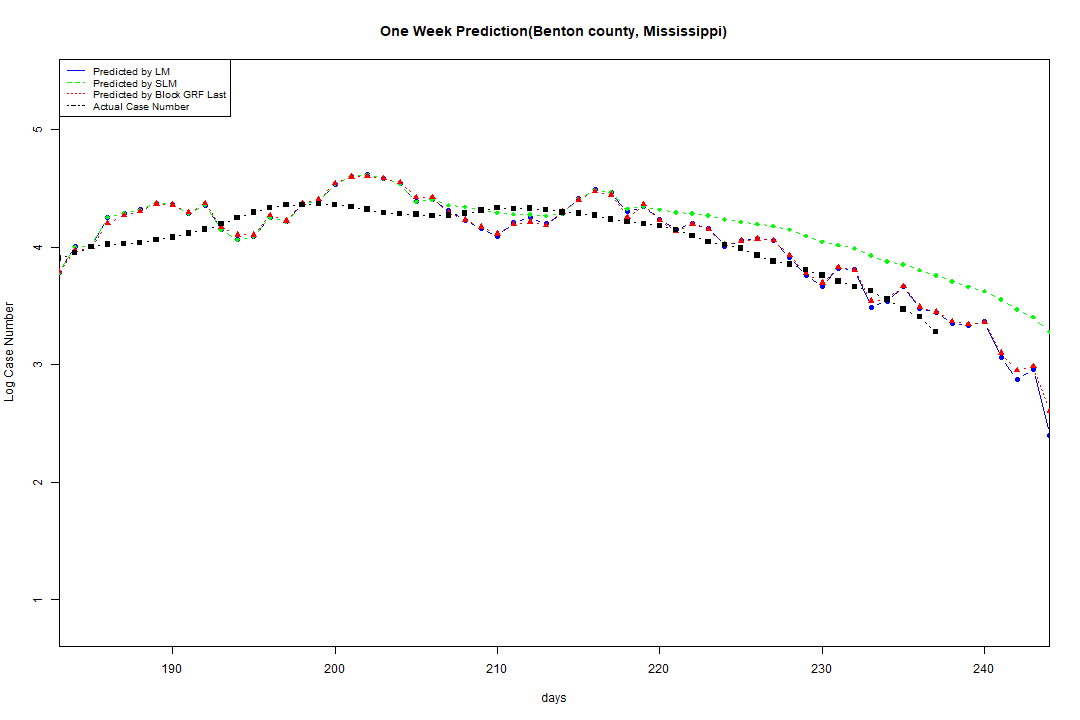 One Week Prediction(Benton county, Mississippi)
Predicted by LM
Predicted by SLM
Predicted by Block GRF Last
Actual Case Number
5
4
3
2
1
Log Case Number
190 200 210 220 230 240
days